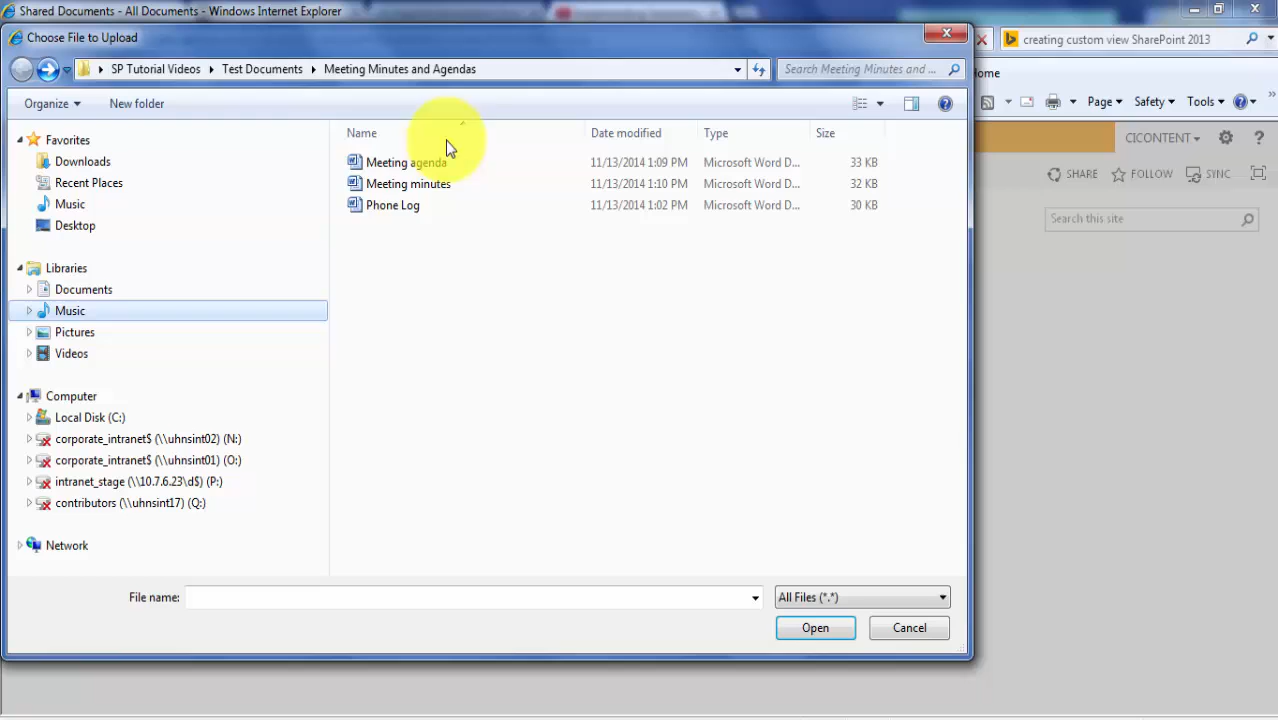 Shared Documents - All Documents - Windows Internet Explorer
Choose File to Upload
creating custom view SharePoint 2013
SP Tutorial Videos Test Documents Meeting Minutes and Agendas
Search Meeting Minutes and ...
Organize New folder
Page Safety Tools
Name Date modified Type Size
CICONTENT
Favorites
Downloads
Recent Places
Music
Desktop
Meeting agenda 11/13/2014 1:09 PM Microsoft Word D... 33 KB
Meeting minutes 11/13/2014 1:10 PM Microsoft Word D... 32 KB
Phone Log 11/13/2014 1:02 PM Microsoft Word D... 30 KB
SHARE FOLLOW SYNC
Search this site
Libraries
Documents
Music
Pictures
Videos
Computer
Local Disk (C:)
corporate_intranet$ (\\uhnsint02) (N:)
corporate_intranet$ (\\uhnsint01) (O:)
intranet_stage (\\10.7.6.23\d$) (P:)
contributors (\\uhnsint17) (Q:)
Network
File name: All Files (*.*)
Open Cancel